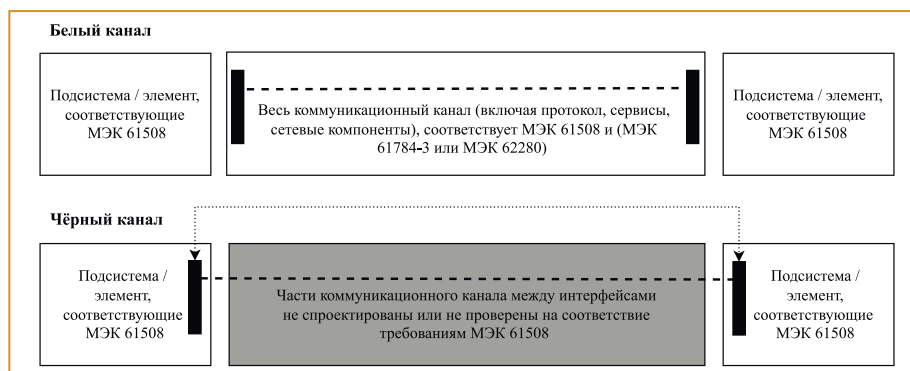 Белый канал
Подсистема / элемент,
соответствующие
МЭК 61508
Весь коммуникационный канал (включая протокол, сервисы,
сетевые компоненты), соответствует МЭК 61508 и (МЭК
61784-3 или МЭК 62280)
Подсистема / элемент,
соответствующие
МЭК 61508
Чёрный канал
Подсистема /
элемент,
соответствующие
МЭК 61508
Части коммуникационного канала между интерфейсами
не спроектированы или не проверены на соответствие
требованиям МЭК 61508
Подсистема /
элемент,
соответствующие
МЭК 61508